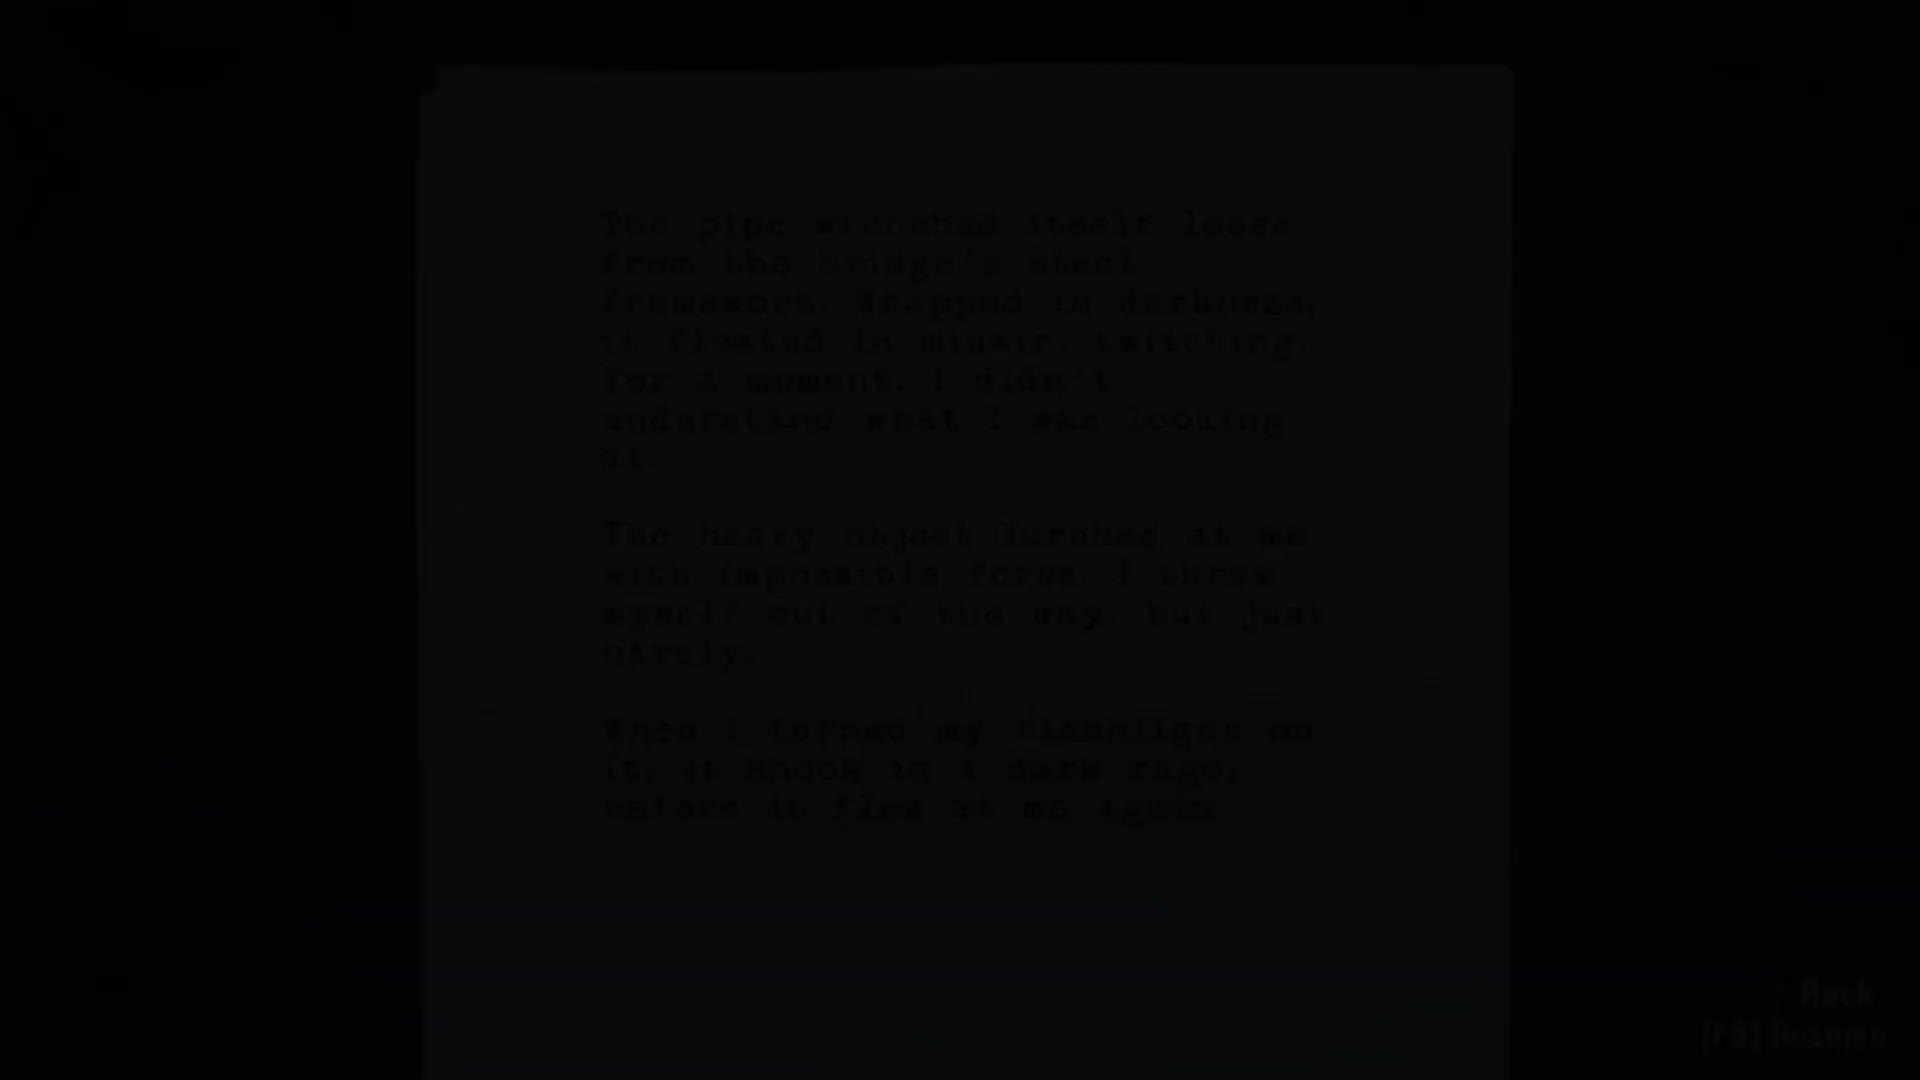 The pipe wrenched itself loose
from the bridge's steel
framework. Wrapped in darkness,
it floated in midair, twitching,
for a moment. I didn't
understand what I was looking
at.
The heavy object lurched at me
with impossible force. I threw
myself out of the way, but just
barely.
When I turned my flashlight on
it, it shook in a dark rage,
before it flew at me again.
Back
Resume